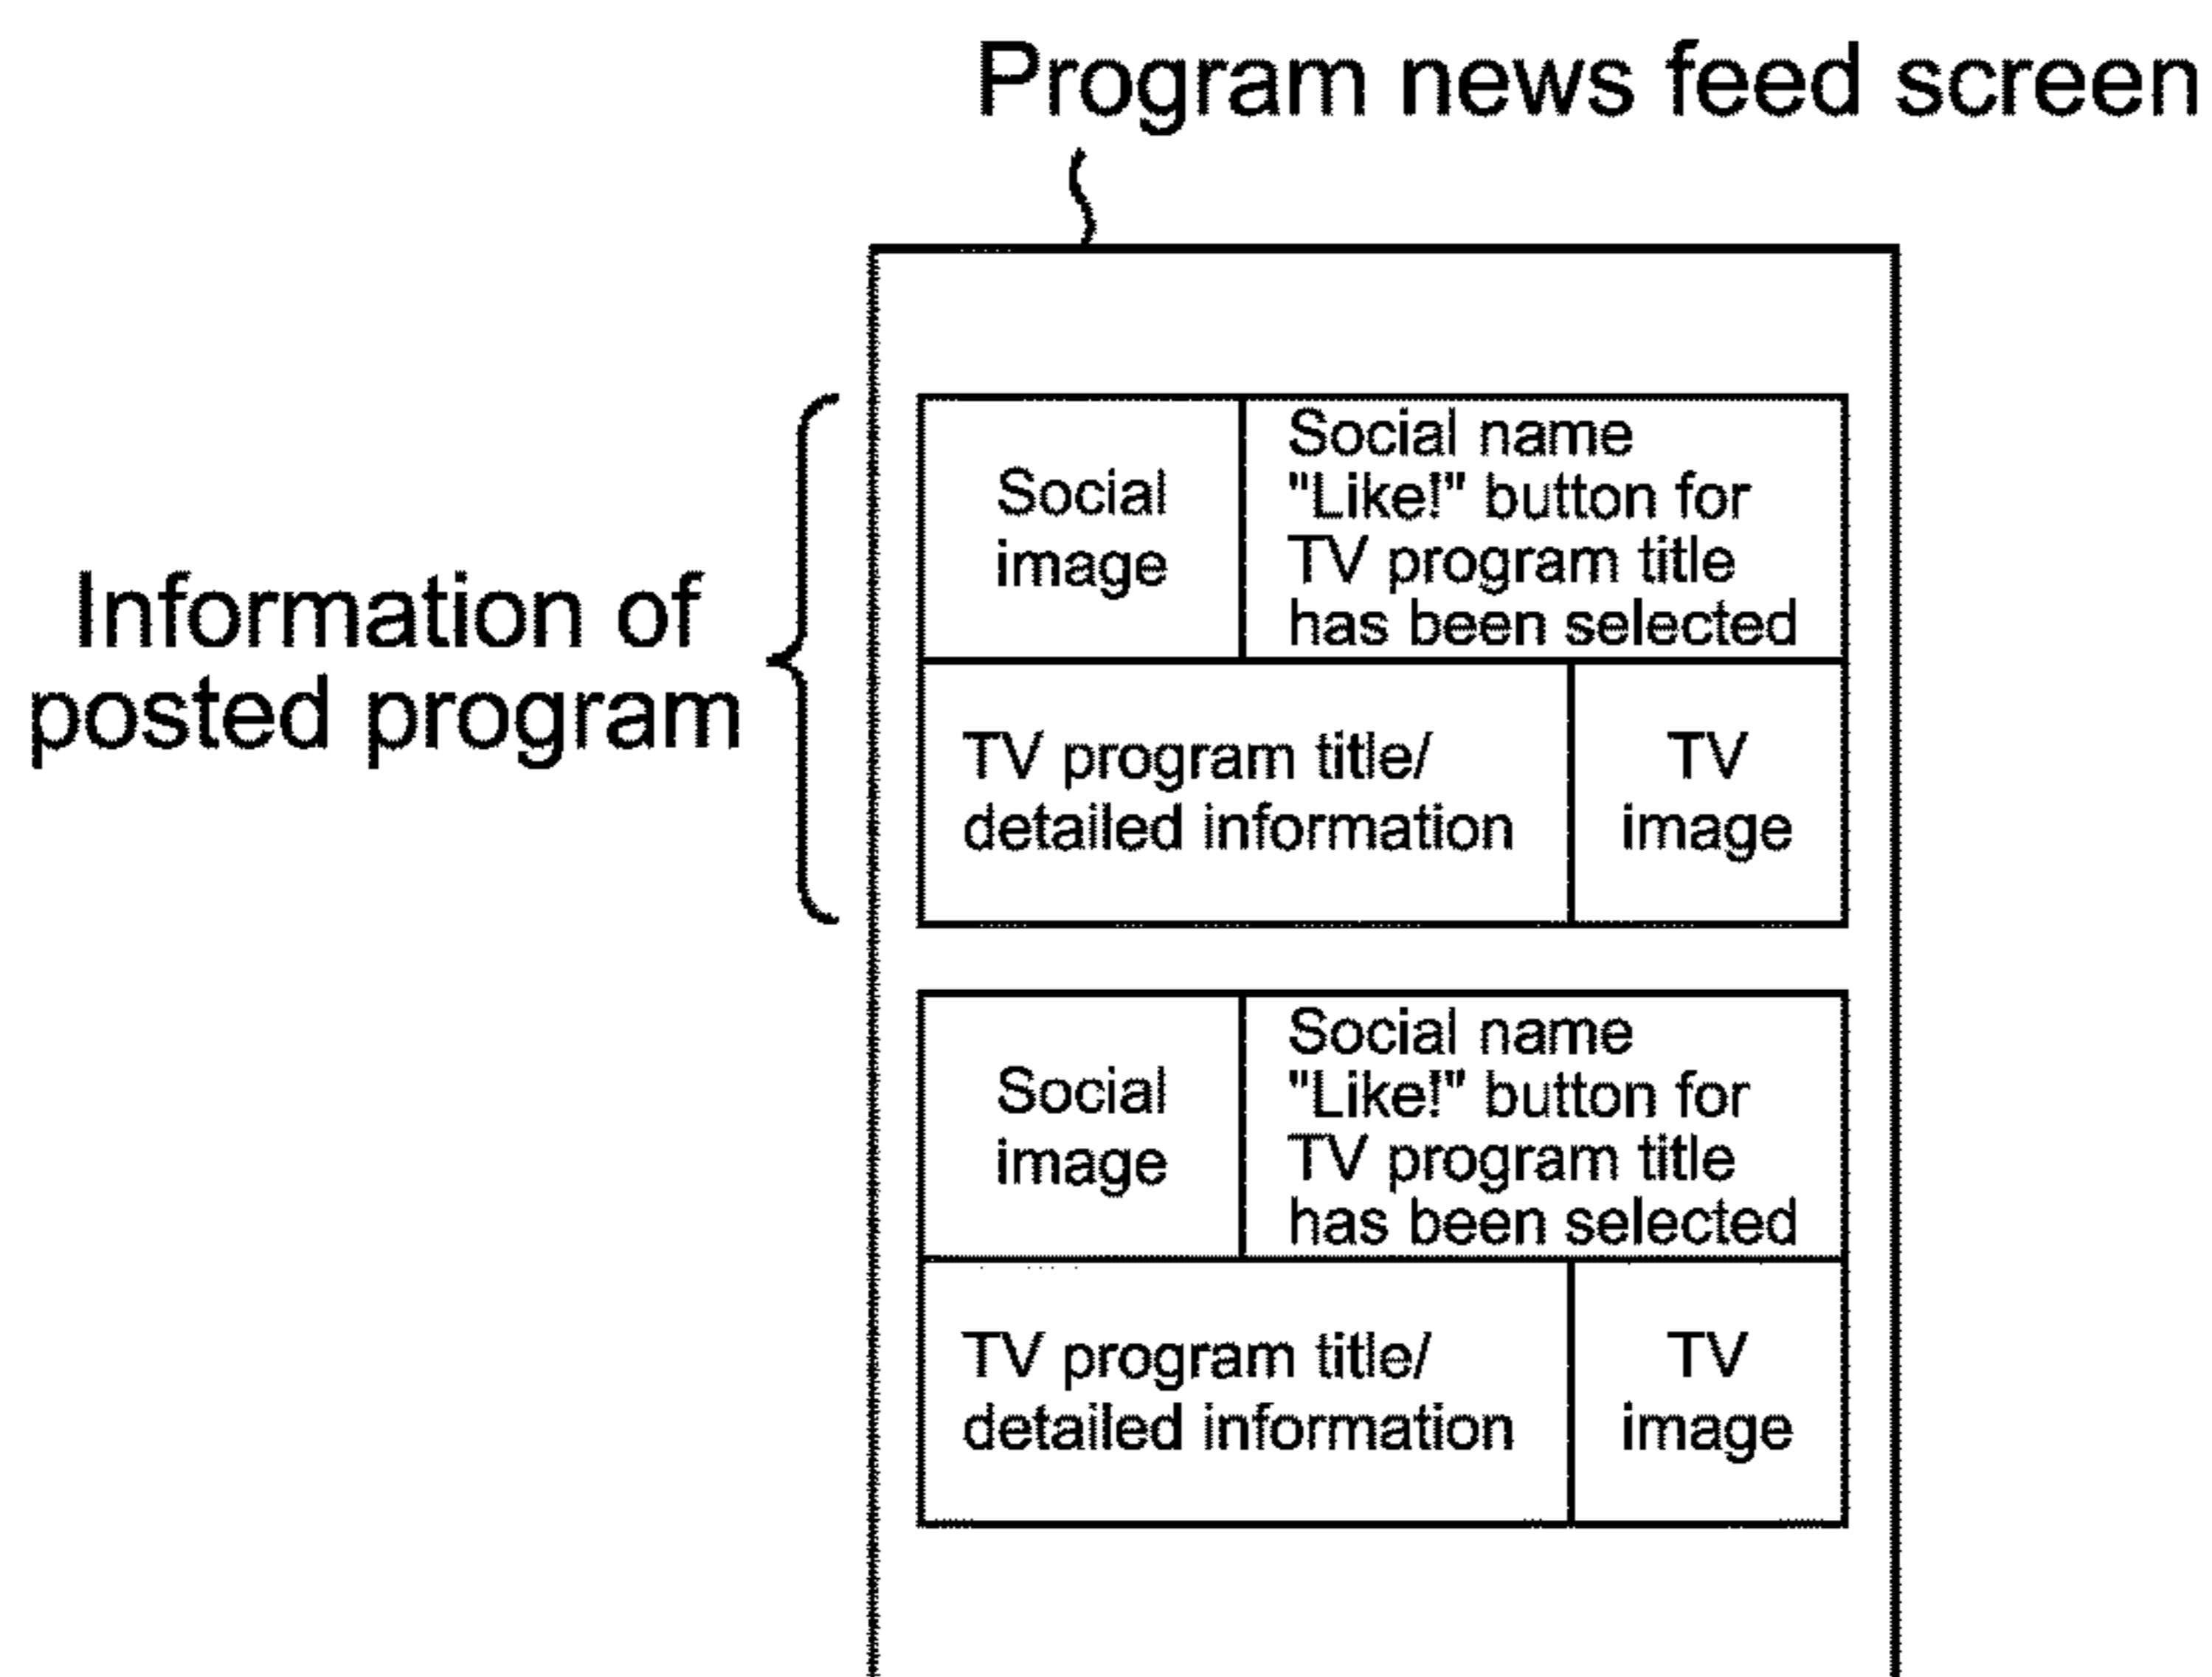 Program news feed screen
Information of
posted program
Social
image
Social name
"Like!" button for
TV program title
has been selected
TV program title/
detailed information
TV
image
Social
image
Social name
"Like!" button for
TV program title
has been selected
TV program title/
detailed information
TV
image